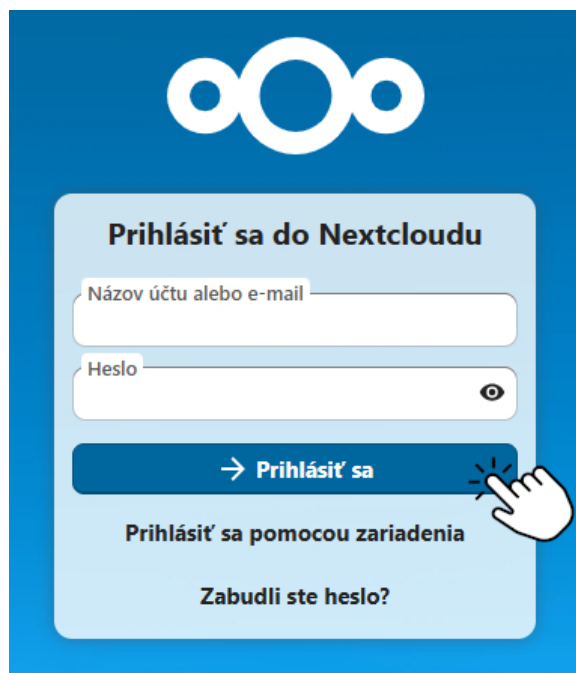 Prihlásiť sa do Nextcloudu
Názov účtu alebo e-mail
Heslo
→ Prihlásiť sa
Prihlásiť sa pomocou zariadenia
Zabudli ste heslo?